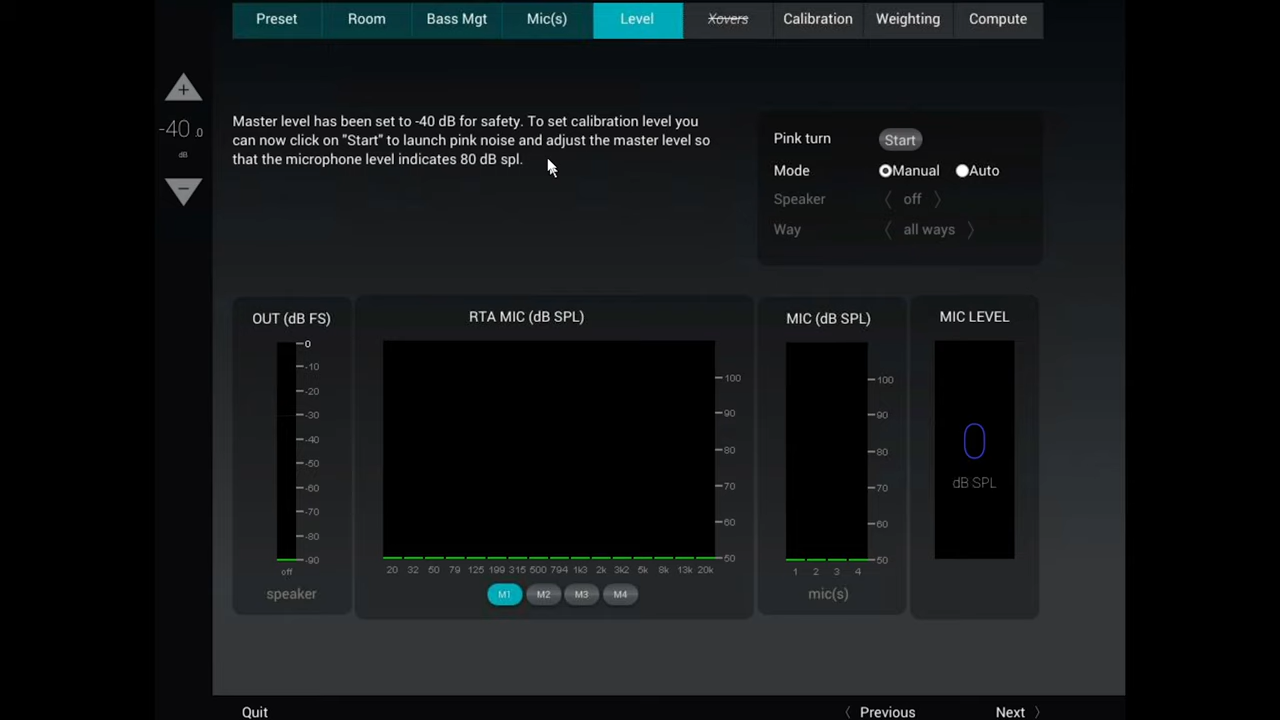 Preset Room Bass Mgt Mic(s) Level Xovers Calibration Weighting Compute
+
-40 .0
dB
−
Master level has been set to -40 dB for safety. To set calibration level you
can now click on "Start" to launch pink noise and adjust the master level so
that the microphone level indicates 80 dB spl.
Pink turn Start
Mode Manual Auto
Speaker 〈 off 〉
Way 〈 all ways 〉
OUT (dB FS)
0
-10
-20
-30
-40
-50
-60
-70
-80
-90
off
speaker
RTA MIC (dB SPL)
100
90
80
70
60
50
20 32 50 79 125 199 315 500 794 1k3 2k 3k2 5k 8k 13k 20k
M1 M2 M3 M4
MIC (dB SPL)
100
90
80
70
60
50
1 2 3 4
mic(s)
MIC LEVEL
0
dB SPL
Quit 〈 Previous Next 〉